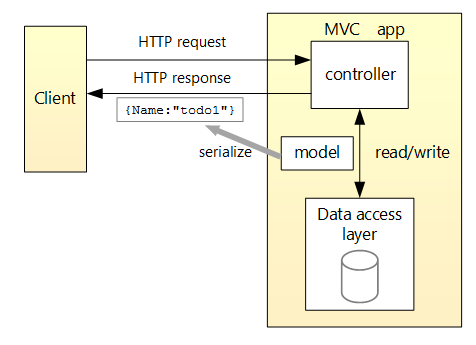 MVC app
HTTP request
controller
HTTP response
Client
{Name:"todo1"}
serialize
model
read/write
Data access
layer